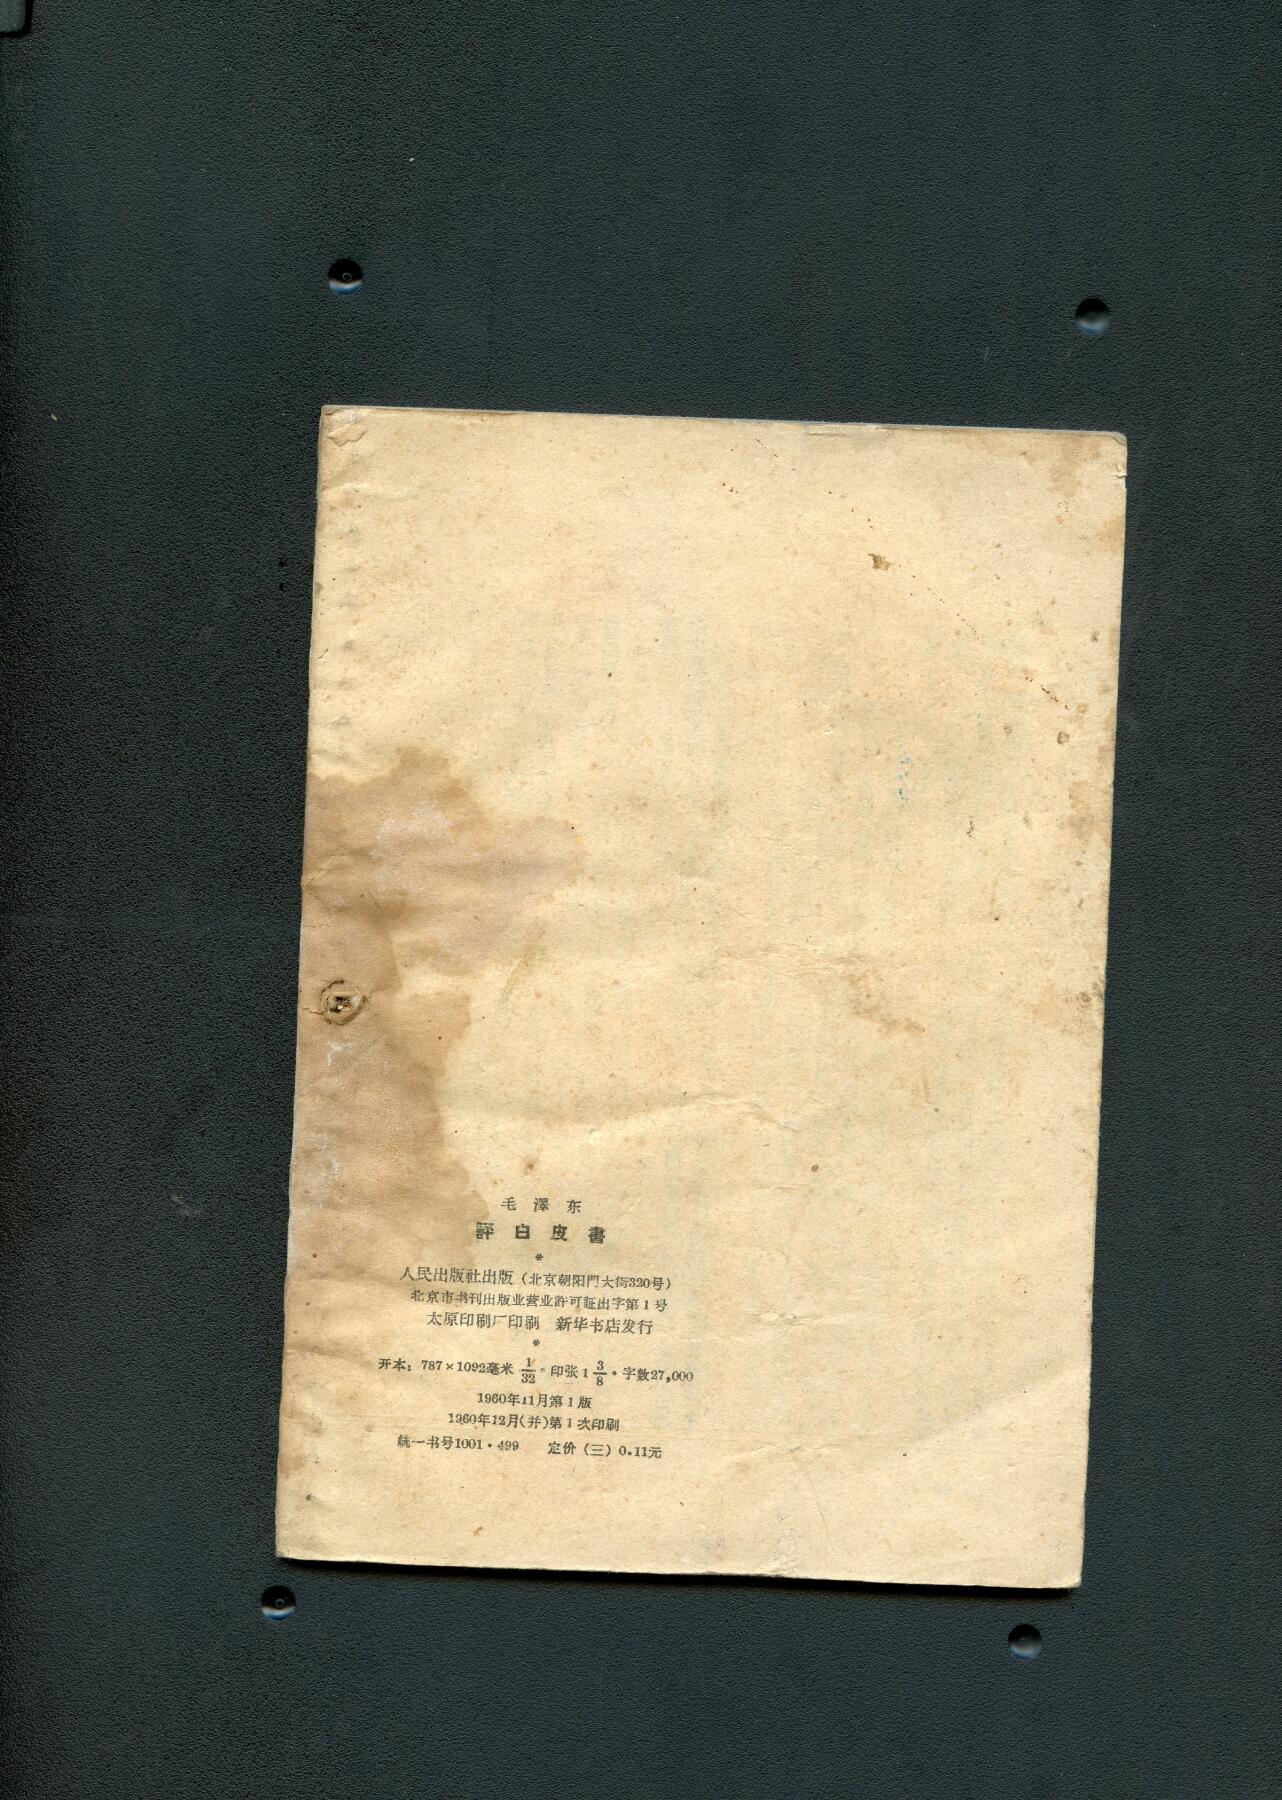 毛澤东
評白皮書
*
人民出版社出版(北京朝阳門大街320号)
北京市书刊出版业营业許可証出字第1号
太原印刷厂印刷 新华书店发行
*
开本：787×1092毫米 1/32·印张1 3/8·字数27,000
1960年11月第1版
1960年12月(并)第1次印刷
統一书号1001·499 定价(三)0.11元